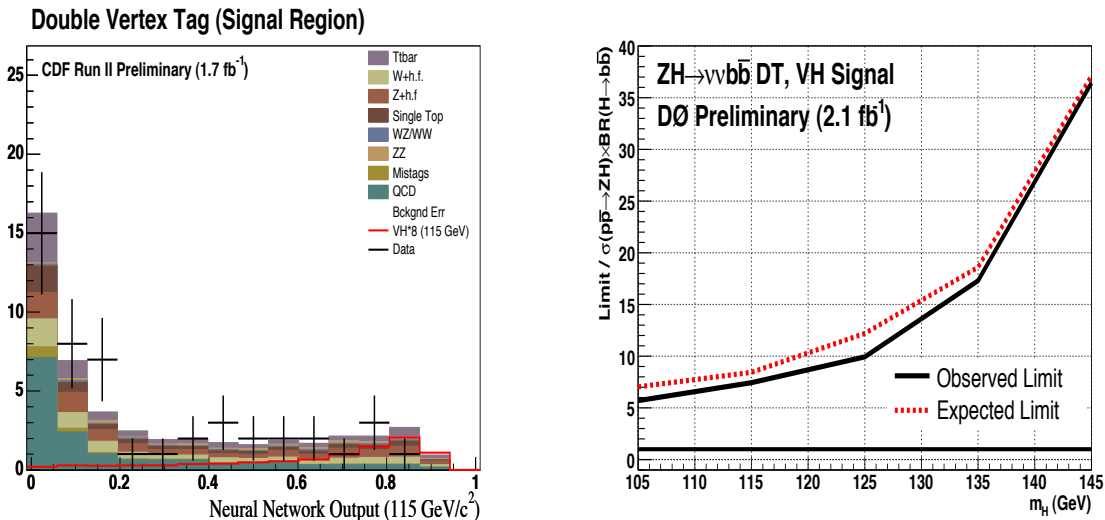 Double Vertex Tag (Signal Region)
CDF Run II Preliminary (1.7 fb⁻¹)
Ttbar
W+h.f.
Z+h.f
Single Top
WZ/WW
ZZ
Mistags
QCD
Bckgnd Err
VH*8 (115 GeV)
Data
25
20
15
10
5
0
0 0.2 0.4 0.6 0.8 1
Neural Network Output (115 GeV/c²)
ZH→ννbb̄ DT, VH Signal
DØ Preliminary (2.1 fb⁻¹)
Limit / σ(pp̄→ZH)×BR(H→bb̄)
40
35
30
25
20
15
10
5
0
Observed Limit
Expected Limit
105 110 115 120 125 130 135 140 145
m_H (GeV)